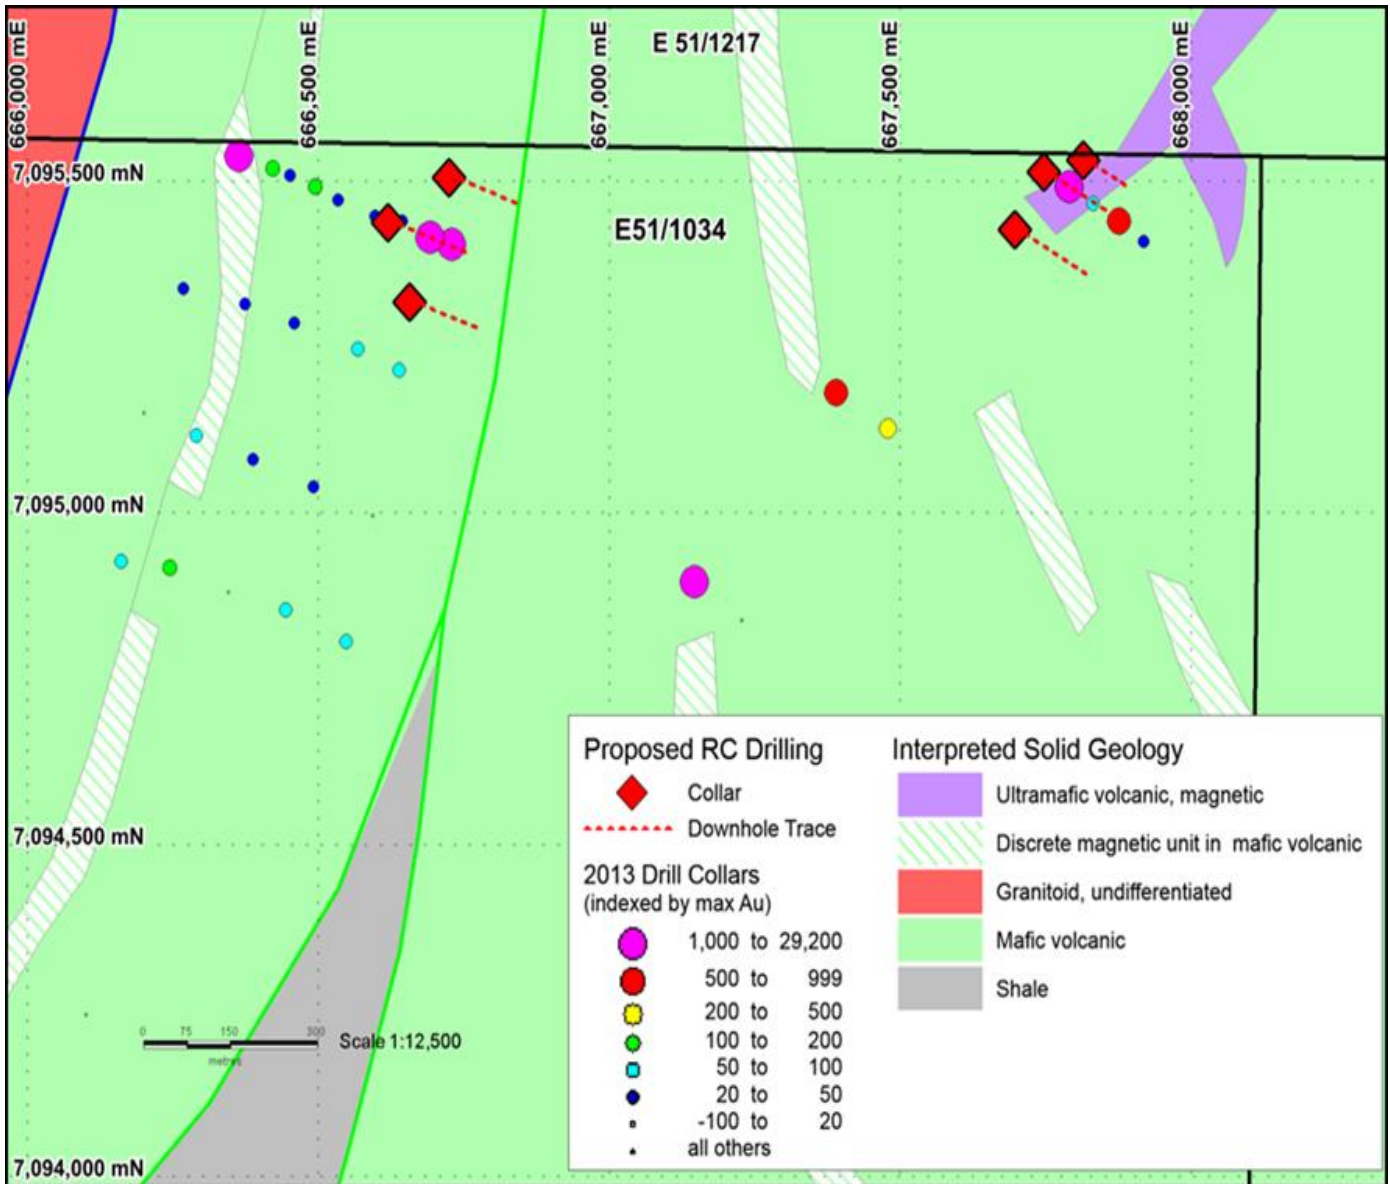 666,000 mE
666,500 mE
667,000 mE
E 51/1217
667,500 mE
668,000 mE
7,095,500 mN
E51/1034
7,095,000 mN
7,094,500 mN
7,094,000 mN
0 75 150 300
metres
Scale 1:12,500
Proposed RC Drilling
Collar
Downhole Trace
2013 Drill Collars
(indexed by max Au)
1,000 to 29,200
500 to 999
200 to 500
100 to 200
50 to 100
20 to 50
-100 to 20
all others
Interpreted Solid Geology
Ultramafic volcanic, magnetic
Discrete magnetic unit in mafic volcanic
Granitoid, undifferentiated
Mafic volcanic
Shale